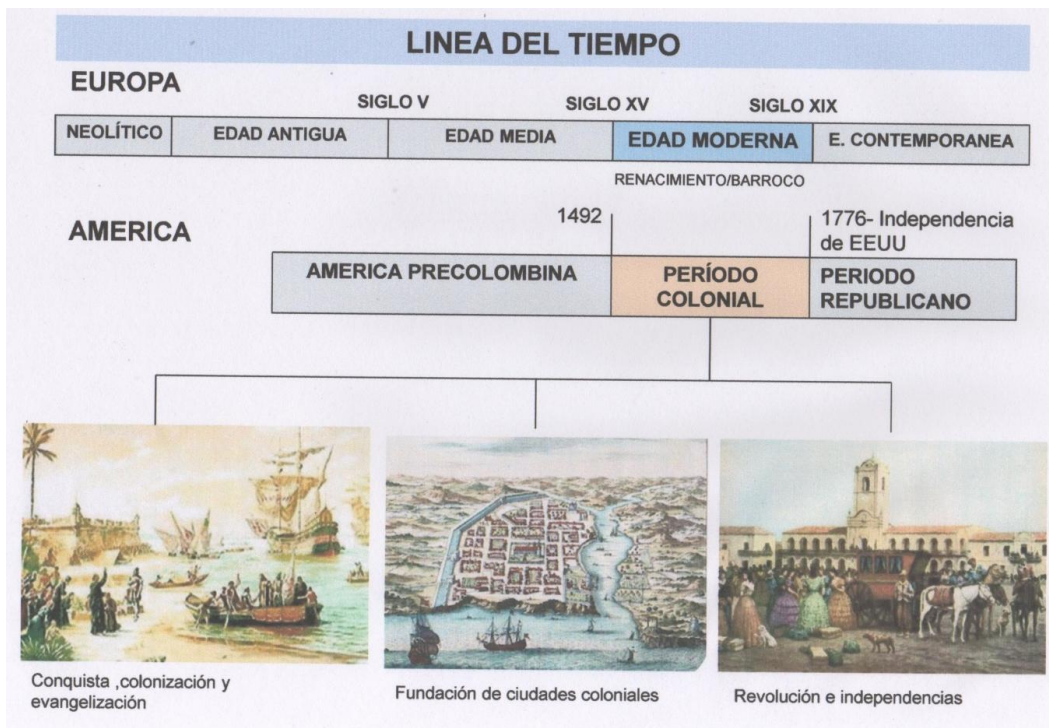 LINEA DEL TIEMPO
EUROPA
SIGLO V SIGLO XV SIGLO XIX
NEOLÍTICO EDAD ANTIGUA EDAD MEDIA EDAD MODERNA E. CONTEMPORANEA
RENACIMIENTO/BARROCO
AMERICA
1492
1776- Independencia
de EEUU
AMERICA PRECOLOMBINA
PERÍODO
COLONIAL
PERIODO
REPUBLICANO
Conquista ,colonización y
evangelización
Fundación de ciudades coloniales
Revolución e independencias